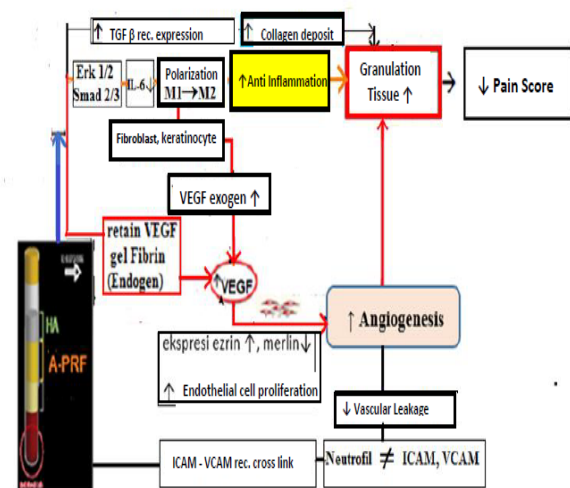 ↑ TGF β rec. expression
↑ Collagen deposit
Erk 1/2
Smad 2/3
IL-6↓
Polarization
M1→M2
↑Anti Inflammation
Granulation
Tissue ↑
↓ Pain Score
Fibroblast, keratinocyte
VEGF exogen ↑
retain VEGF
gel Fibrin
(Endogen)
↑VEGF
HA
A-PRF
ekspresi ezrin ↑, merlin↓
↑ Endothelial cell proliferation
↑ Angiogenesis
↓ Vascular Leakage
ICAM - VCAM rec. cross link
Neutrofil ≠ ICAM, VCAM